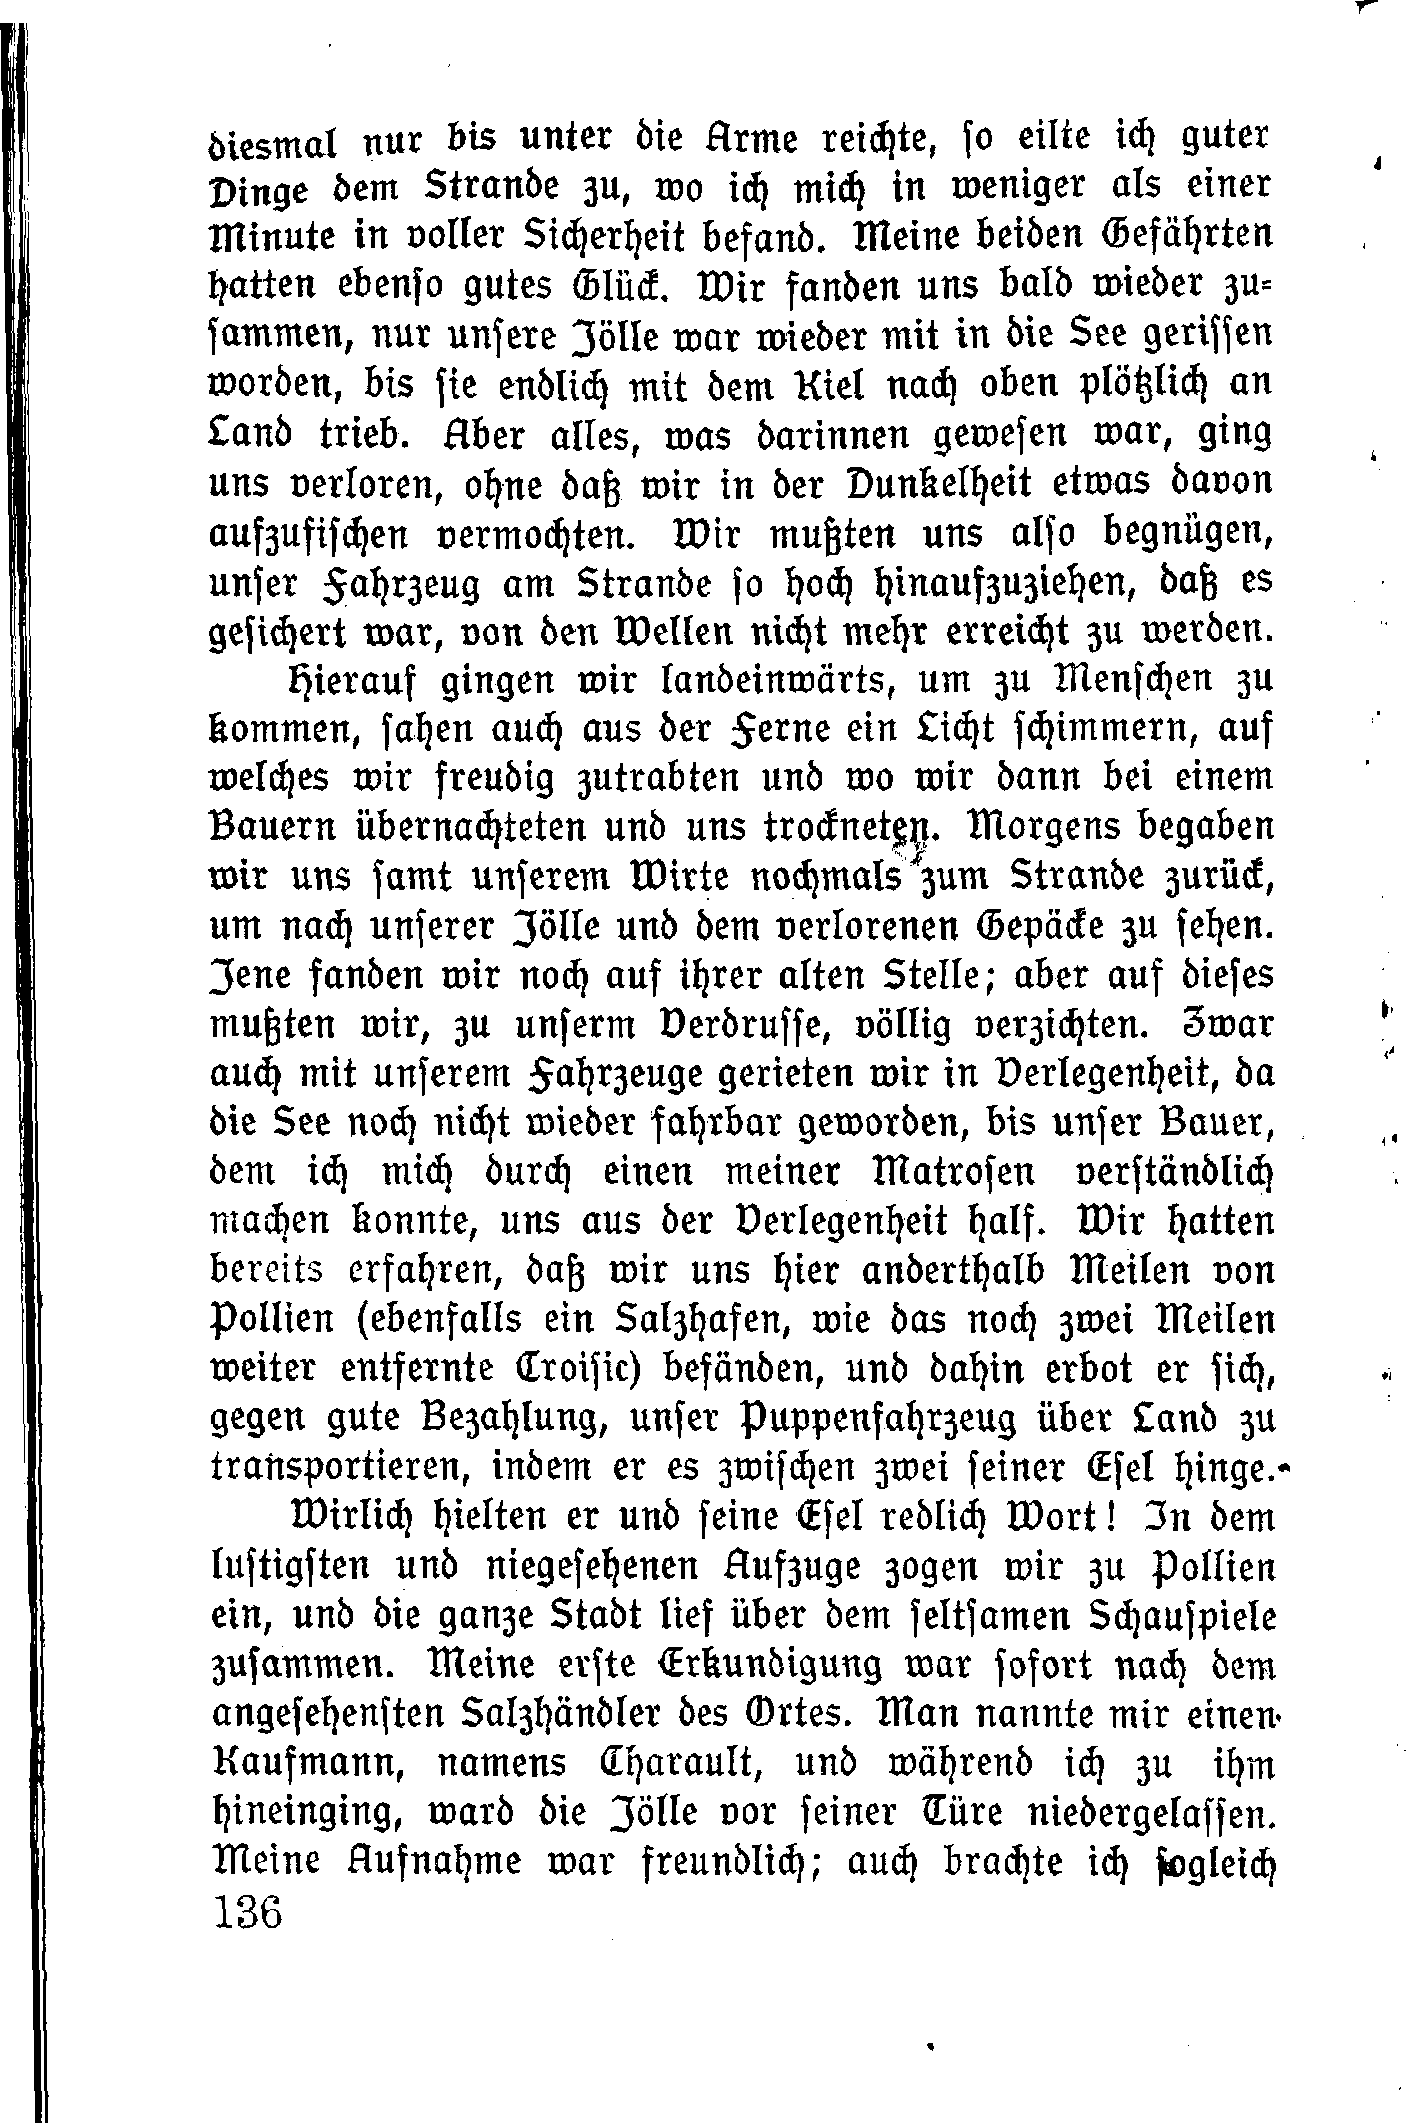 diesmal nur bis unter die Arme reichte, so eilte ich guter
Dinge dem Strande zu, wo ich mich in weniger als einer
Minute in voller Sicherheit befand. Meine beiden Gefährten
hatten ebenso gutes Glück. Wir fanden uns bald wieder zu-
sammen, nur unsere Jölle war wieder mit in die See gerissen
worden, bis sie endlich mit dem Kiel nach oben plötzlich an
Land trieb. Aber alles, was darinnen gewesen war, ging
uns verloren, ohne daß wir in der Dunkelheit etwas davon
aufzufischen vermochten. Wir mußten uns also begnügen,
unser Fahrzeug am Strande so hoch hinaufzuziehen, daß es
gesichert war, von den Wellen nicht mehr erreicht zu werden.
Hierauf gingen wir landeinwärts, um zu Menschen zu
kommen, sahen auch aus der Ferne ein Licht schimmern, auf
welches wir freudig zutrabten und wo wir dann bei einem
Bauern übernachteten und uns trockneten. Morgens begaben
wir uns samt unserem Wirte nochmals zum Strande zurück,
um nach unserer Jölle und dem verlorenen Gepäcke zu sehen.
Jene fanden wir noch auf ihrer alten Stelle; aber auf dieses
mußten wir, zu unserm Verdrusse, völlig verzichten. Zwar
auch mit unserem Fahrzeuge gerieten wir in Verlegenheit, da
die See noch nicht wieder fahrbar geworden, bis unser Bauer,
dem ich mich durch einen meiner Matrosen verständlich
machen konnte, uns aus der Verlegenheit half. Wir hatten
bereits erfahren, daß wir uns hier anderthalb Meilen von
Pollien (ebenfalls ein Salzhafen, wie das noch zwei Meilen
weiter entfernte Croisic) befänden, und dahin erbot er sich,
gegen gute Bezahlung, unser Puppenfahrzeug über Land zu
transportieren, indem er es zwischen zwei seiner Esel hinge.
Wirlich hielten er und seine Esel redlich Wort! In dem
lustigsten und niegesehenen Aufzuge zogen wir zu Pollien
ein, und die ganze Stadt lief über dem seltsamen Schauspiele
zusammen. Meine erste Erkundigung war sofort nach dem
angesehensten Salzhändler des Ortes. Man nannte mir einen
Kaufmann, namens Charault, und während ich zu ihm
hineinging, ward die Jölle vor seiner Türe niedergelassen.
Meine Aufnahme war freundlich; auch brachte ich sogleich
136